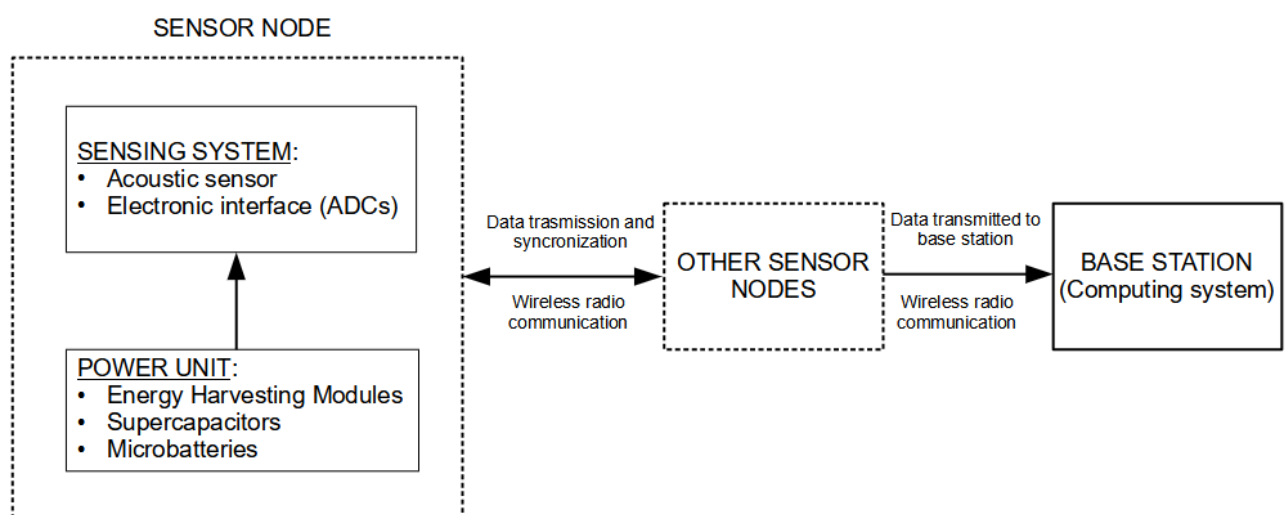 SENSOR NODE
SENSING SYSTEM:
• Acoustic sensor
• Electronic interface (ADCs)
POWER UNIT:
• Energy Harvesting Modules
• Supercapacitors
• Microbatteries
Data trasmission and
syncronization
Wireless radio
communication
OTHER SENSOR
NODES
Data transmitted to
base station
Wireless radio
communication
BASE STATION
(Computing system)